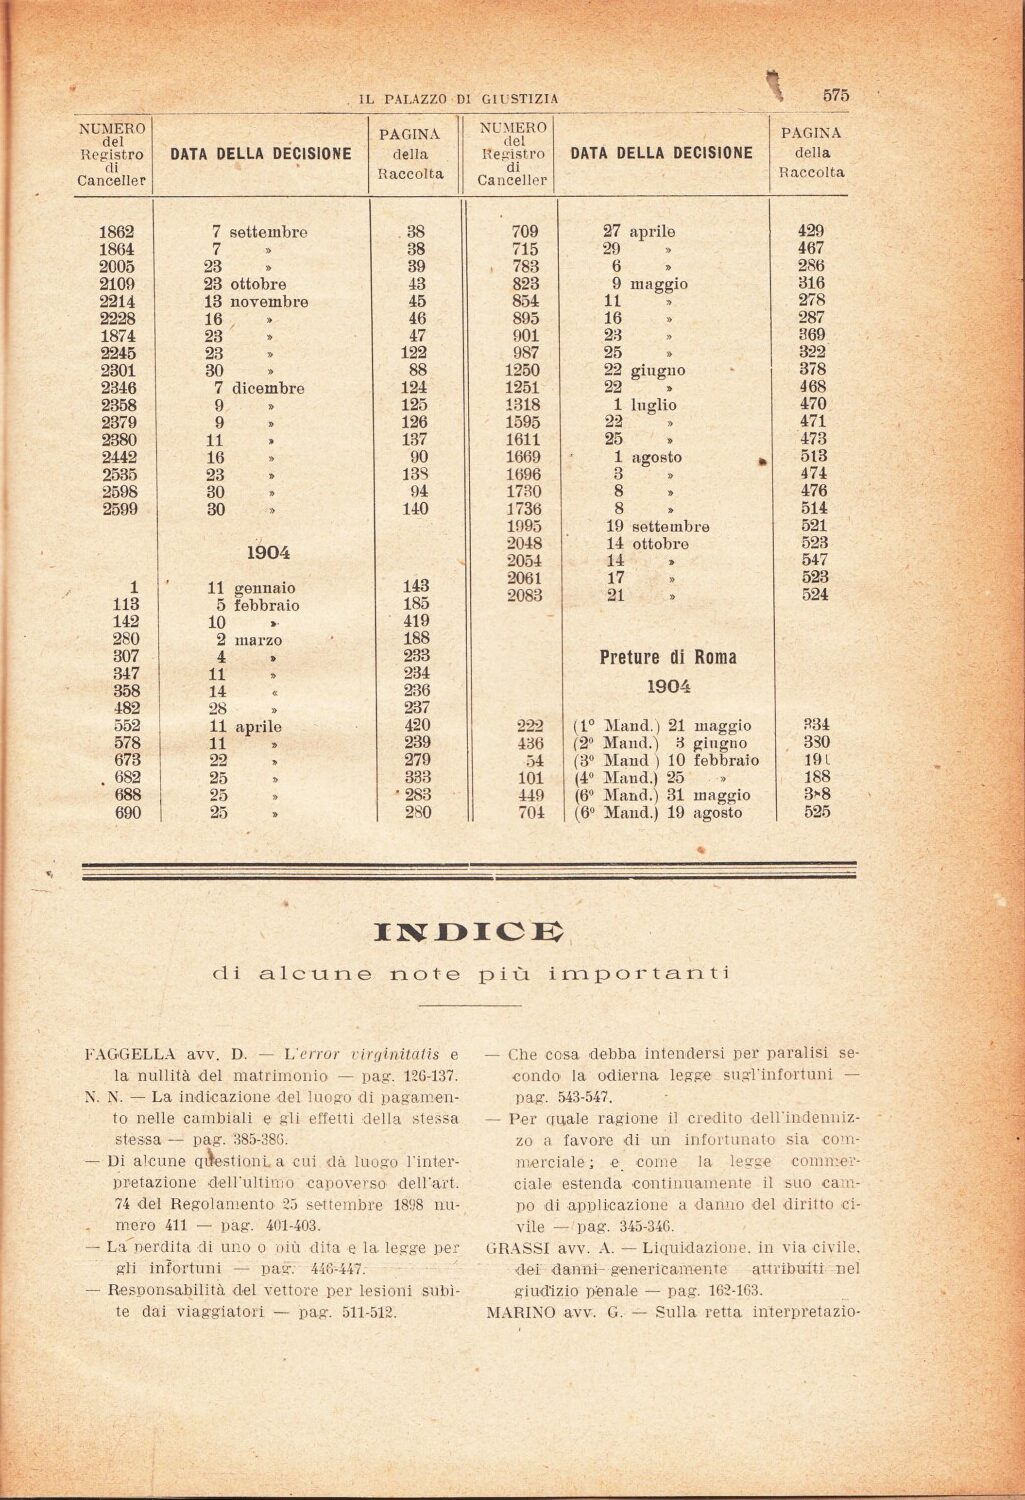 IL PALAZZO DI GIUSTIZIA
575
NUMERO
del
Registro
di
Canceller
DATA DELLA DECISIONE
PAGINA
della
Raccolta
1862 7 settembre 38
1864 7 » 38
2005 23 » 39
2109 23 ottobre 43
2214 13 novembre 45
2228 16 » 46
1874 23 » 47
2245 23 » 122
2301 30 » 88
2346 7 dicembre 124
2358 9 » 125
2379 9 » 126
2380 11 » 137
2442 16 » 90
2535 23 » 138
2598 30 » 94
2599 30 » 140
1904
1 11 gennaio 143
113 5 febbraio 185
142 10 » 419
280 2 marzo 188
307 4 » 233
347 11 » 234
358 14 « 236
482 28 » 237
552 11 aprile 420
578 11 » 239
673 22 » 279
682 25 » 333
688 25 » 283
690 25 » 280
NUMERO
del
Registro
di
Canceller
DATA DELLA DECISIONE
PAGINA
della
Raccolta
709 27 aprile 429
715 29 » 467
783 6 » 286
823 9 maggio 316
854 11 » 278
895 16 » 287
901 23 » 369
987 25 » 322
1250 22 giugno 378
1251 22 » 468
1318 1 luglio 470
1595 22 » 471
1611 25 » 473
1669 1 agosto 513
1696 3 » 474
1730 8 » 476
1736 8 » 514
1995 19 settembre 521
2048 14 ottobre 523
2054 14 » 547
2061 17 » 523
2083 21 » 524
Preture di Roma
1904
222 (1º Mand.) 21 maggio 334
436 (2º Mand.) 3 giugno 380
54 (3º Mand ) 10 febbraio 191
101 (4º Mand.) 25 » 188
449 (6º Mand.) 31 maggio
704 (6º Mand.) 19 agosto 525
INDICE
di alcune note più importanti
FAGGELLA avv. D. — L'error virginitatis e
la nullità del matrimonio — pag. 126-137.
N. N. — La indicazione del luogo di pagamen-
to nelle cambiali e gli effetti della stessa
stessa — pag. 385-386.
— Di alcune questioni a cui dà luogo l'inter-
pretazione dell'ultimo capoverso dell'art.
74 del Regolamento 25 settembre 1898 nu-
mero 411 — pag. 401-403.
— La perdita di uno o più dita e la legge per
gli infortuni — pag. 446-447.
— Responsabilità del vettore per lesioni subì-
te dai viaggiatori — pag. 511-512.
— Che cosa debba intendersi per paralisi se-
condo la odierna legge sugl'infortuni —
pag. 543-547.
— Per quale ragione il credito dell'indenniz-
zo a favore di un infortunato sia com-
merciale; e come la legge commer-
ciale estenda continuamente il suo cam-
po di applicazione a danno del diritto ci-
vile — pag. 345-346.
GRASSI avv. A. — Liquidazione. in via civile.
dei danni genericamente attribuiti nel
giudizio penale — pag. 162-163.
MARINO avv. G. — Sulla retta interpretazio-